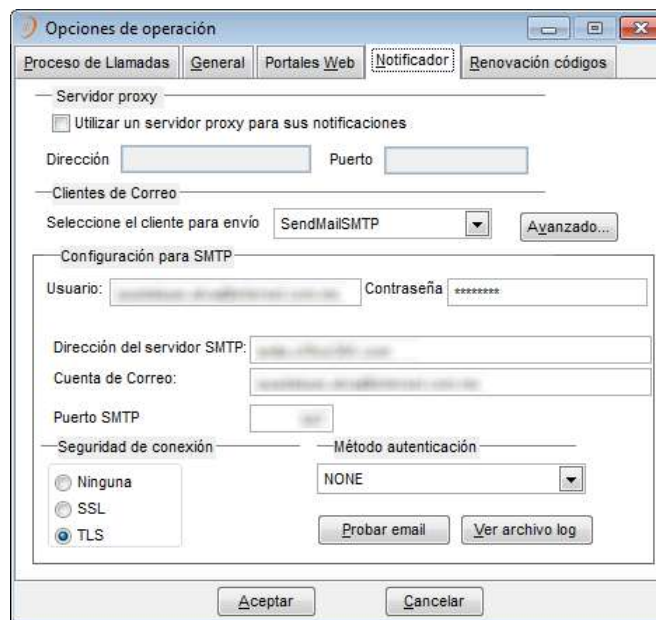 Opciones de operación
Proceso de Llamadas General Portales Web Notificador Renovación códigos
Servidor proxy
Utilizar un servidor proxy para sus notificaciones
Dirección Puerto
Clientes de Correo
Seleccione el cliente para envío SendMailSMTP Avanzado...
Configuración para SMTP
Usuario: Contraseña ********
Dirección del servidor SMTP:
Cuenta de Correo:
Puerto SMTP
Seguridad de conexión Método autenticación
Ninguna NONE
SSL
TLS Probar email Ver archivo log
Aceptar Cancelar